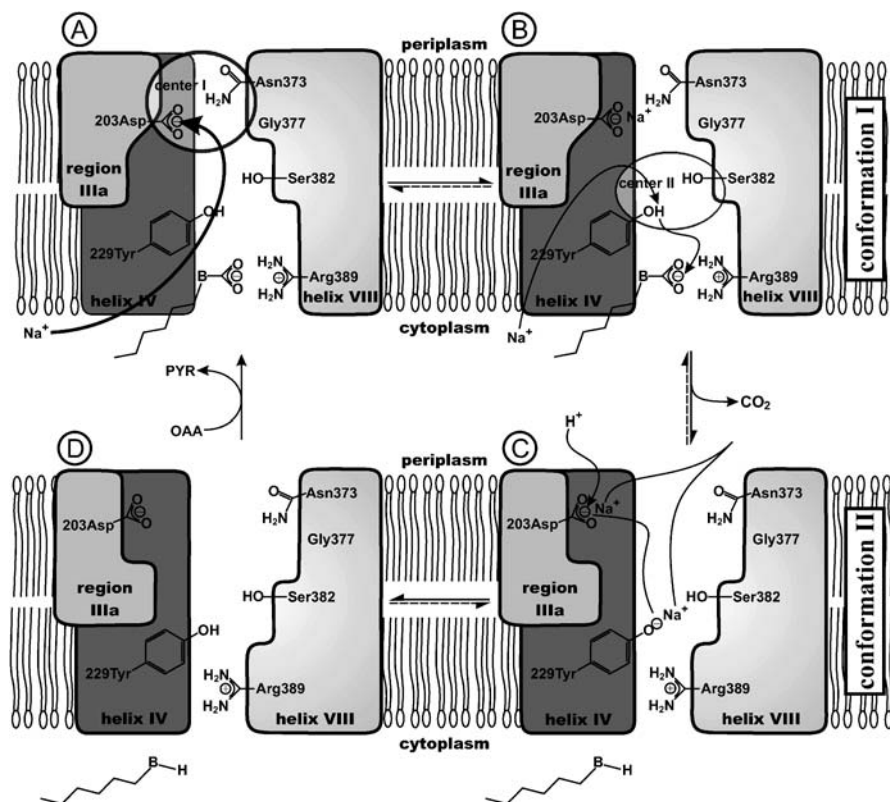 A
periplasm
B
center I
O
H₂N
Asn373
203Asp
O
O
Gly377
region
IIIa
HO
Ser382
OH
229Tyr
B
O
O
H₂N
H₂N
Arg389
helix IV
helix VIII
Na⁺
cytoplasm
O
H₂N
Asn373
203Asp
O
O
Na⁺
Gly377
region
IIIa
center II
HO
Ser382
OH
229Tyr
B
O
O
H₂N
H₂N
Arg389
helix IV
helix VIII
Na⁺
conformation I
PYR
OAA
CO₂
D
periplasm
C
H⁺
203Asp
O
O
O
H₂N
Asn373
Gly377
region
IIIa
HO
Ser382
OH
229Tyr
H₂N
H₂N
Arg389
helix IV
helix VIII
B
H
cytoplasm
203Asp
O
O
Na⁺
O
H₂N
Asn373
Gly377
region
IIIa
HO
Ser382
O
Na⁺
229Tyr
H₂N
H₂N
Arg389
helix IV
helix VIII
B
H
conformation II